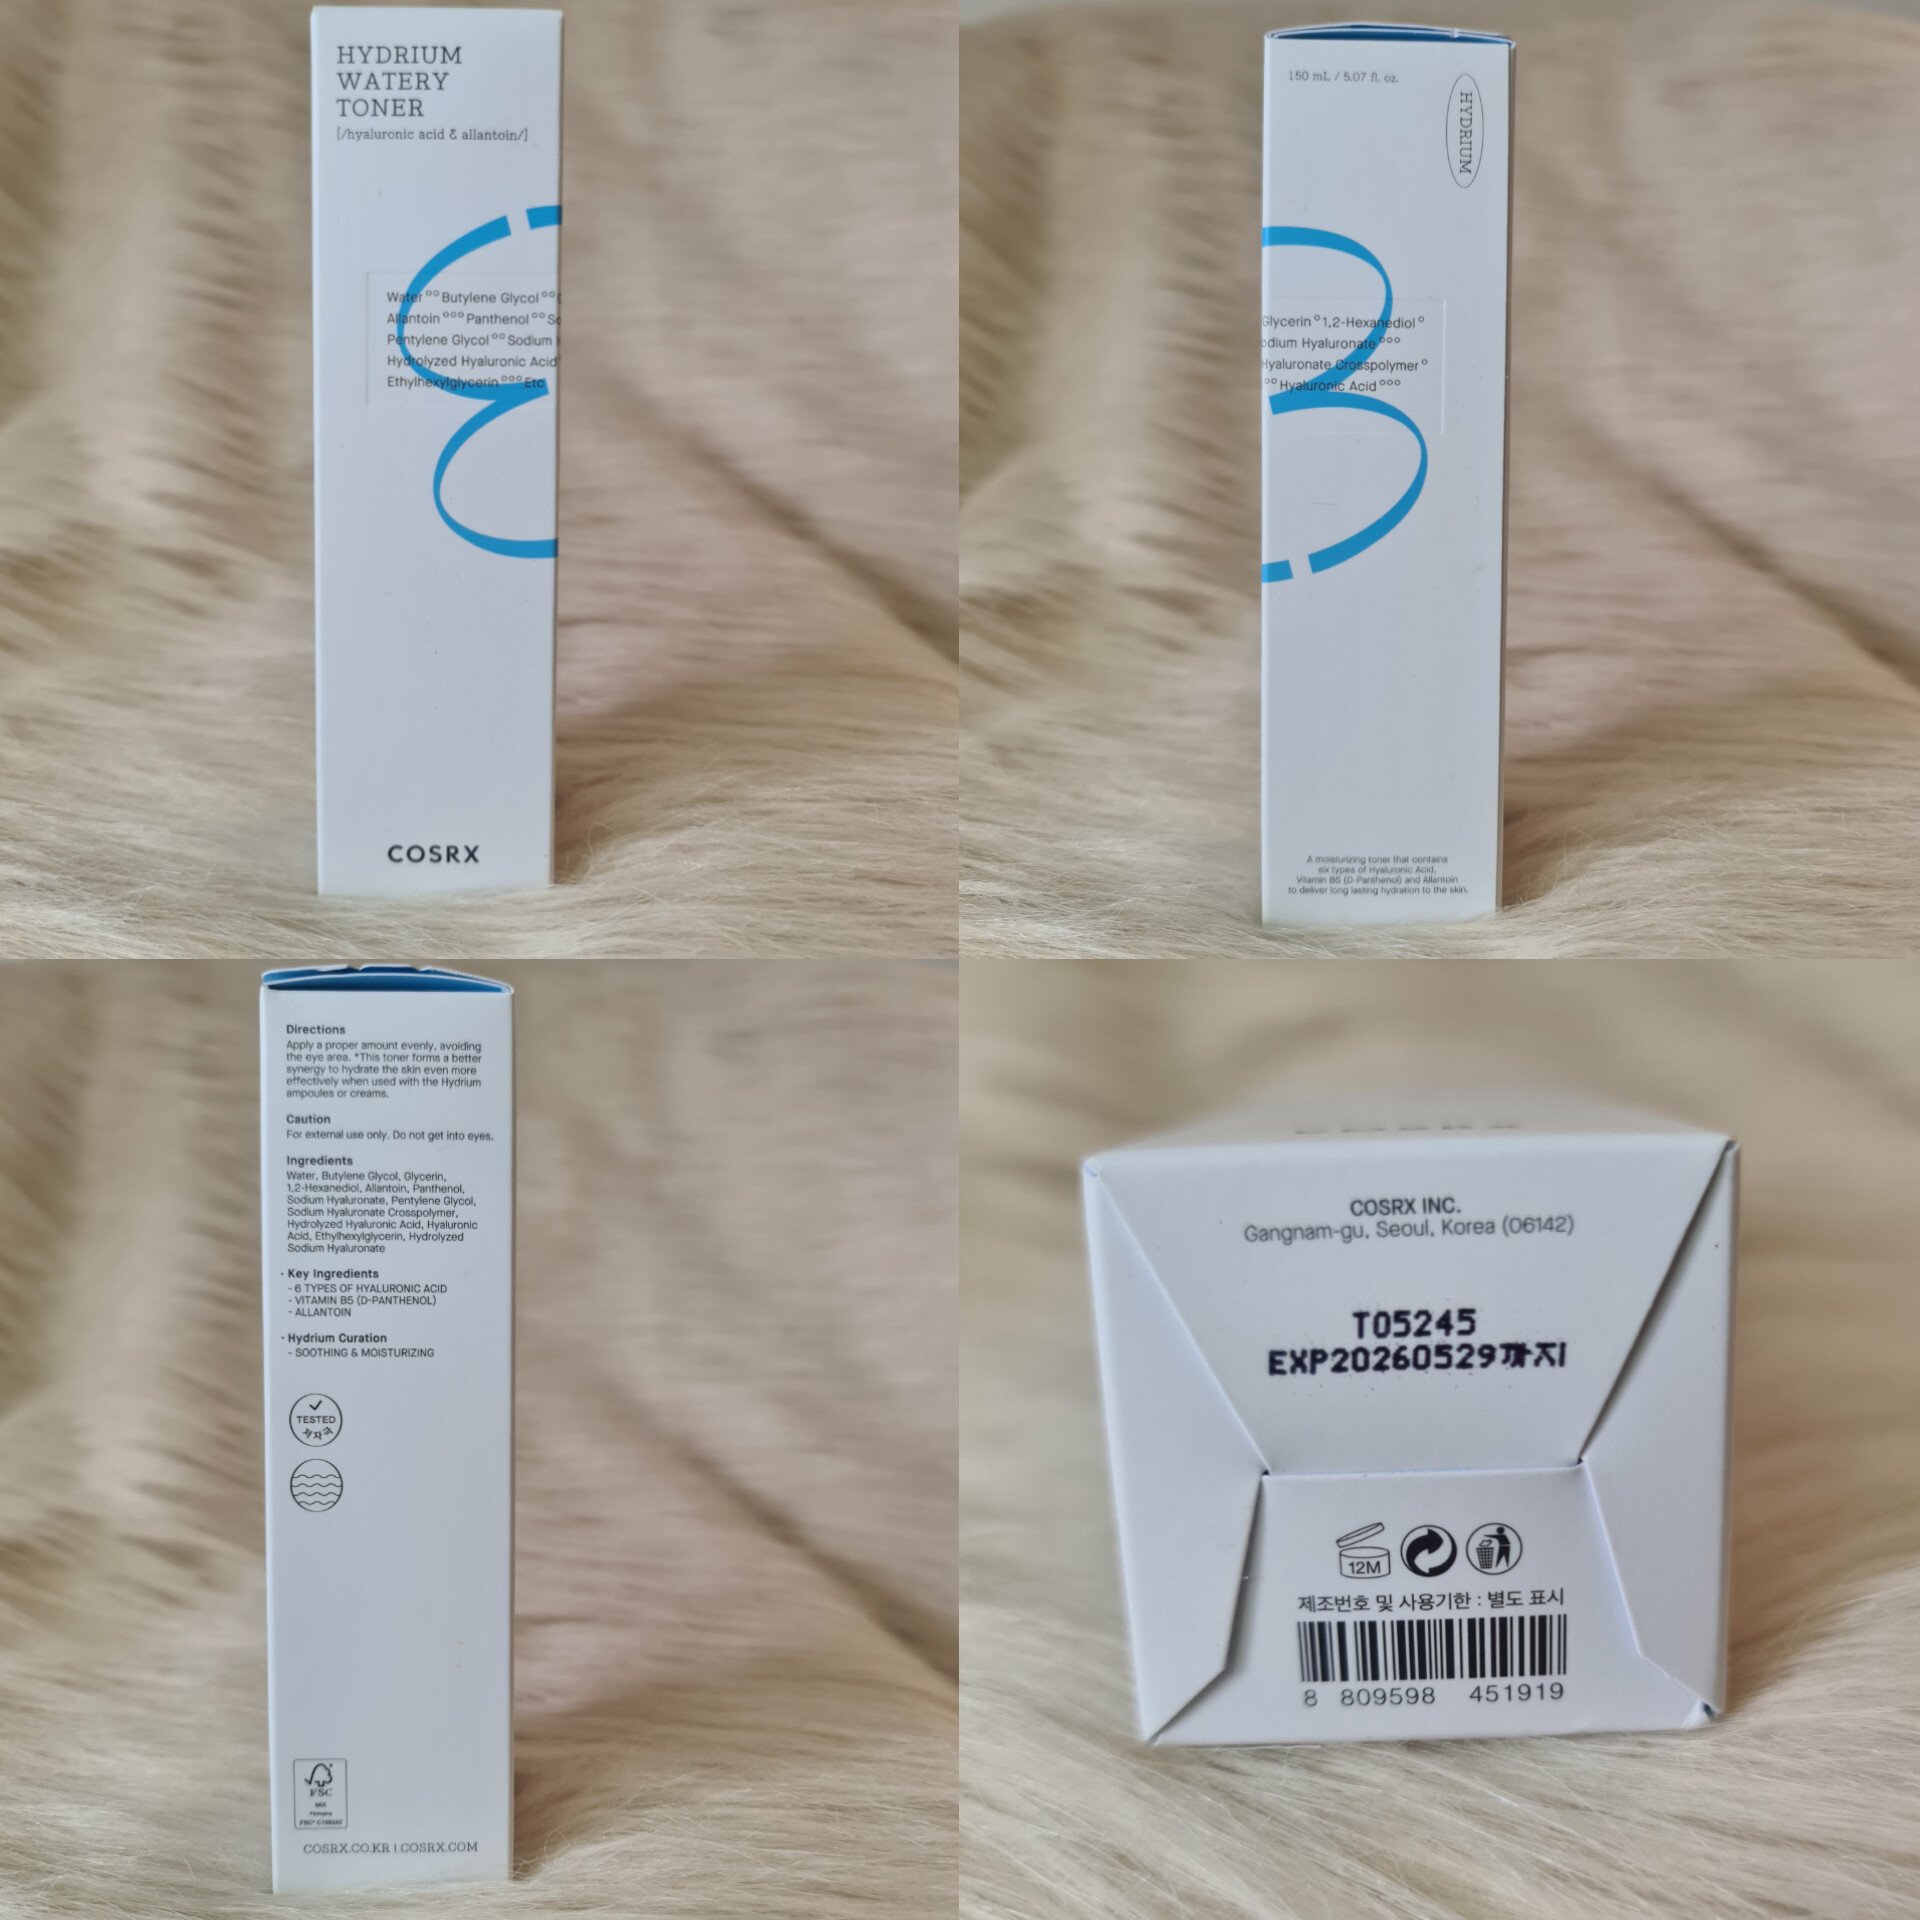 HYDRIUM
WATERY
TONER
[/hyaluronic acid & allantoin/]
Water °° Butylene Glycol °°
Allantoin °°° Panthenol °° So
Pentylene Glycol °° Sodium
Hydrolyzed Hyaluronic Acid
Ethylhexylglycerin °°° Etc
COSRX
150 mL / 5.07 fl. oz.
HYDRIUM
Glycerin ° 1,2-Hexanediol °
dium Hyaluronate °°°
Hyaluronate Crosspolymer °
°° Hyaluronic Acid °°°
A moisturizing toner that contains
six types of Hyaluronic Acid,
Vitamin B5 (D-Panthenol) and Allantoin
to deliver long lasting hydration to the skin.
Directions
Apply a proper amount evenly, avoiding
the eye area. *This toner forms a better
synergy to hydrate the skin even more
effectively when used with the Hydrium
ampoules or creams.
Caution
For external use only. Do not get into eyes.
Ingredients
Water, Butylene Glycol, Glycerin,
1,2-Hexanediol, Allantoin, Panthenol,
Sodium Hyaluronate, Pentylene Glycol,
Sodium Hyaluronate Crosspolymer,
Hydrolyzed Hyaluronic Acid, Hyaluronic
Acid, Ethylhexylglycerin, Hydrolyzed
Sodium Hyaluronate
· Key Ingredients
- 6 TYPES OF HYALURONIC ACID
- VITAMIN B5 (D-PANTHENOL)
- ALLANTOIN
· Hydrium Curation
- SOOTHING & MOISTURIZING
TESTED
저자극
FSC
MIX
Packaging
COSRX.CO.KR | COSRX.COM
COSRX INC.
Gangnam-gu, Seoul, Korea (06142)
T05245
EXP20260529까지
12M
제조번호 및 사용기한 : 별도 표시
8 809598 451919